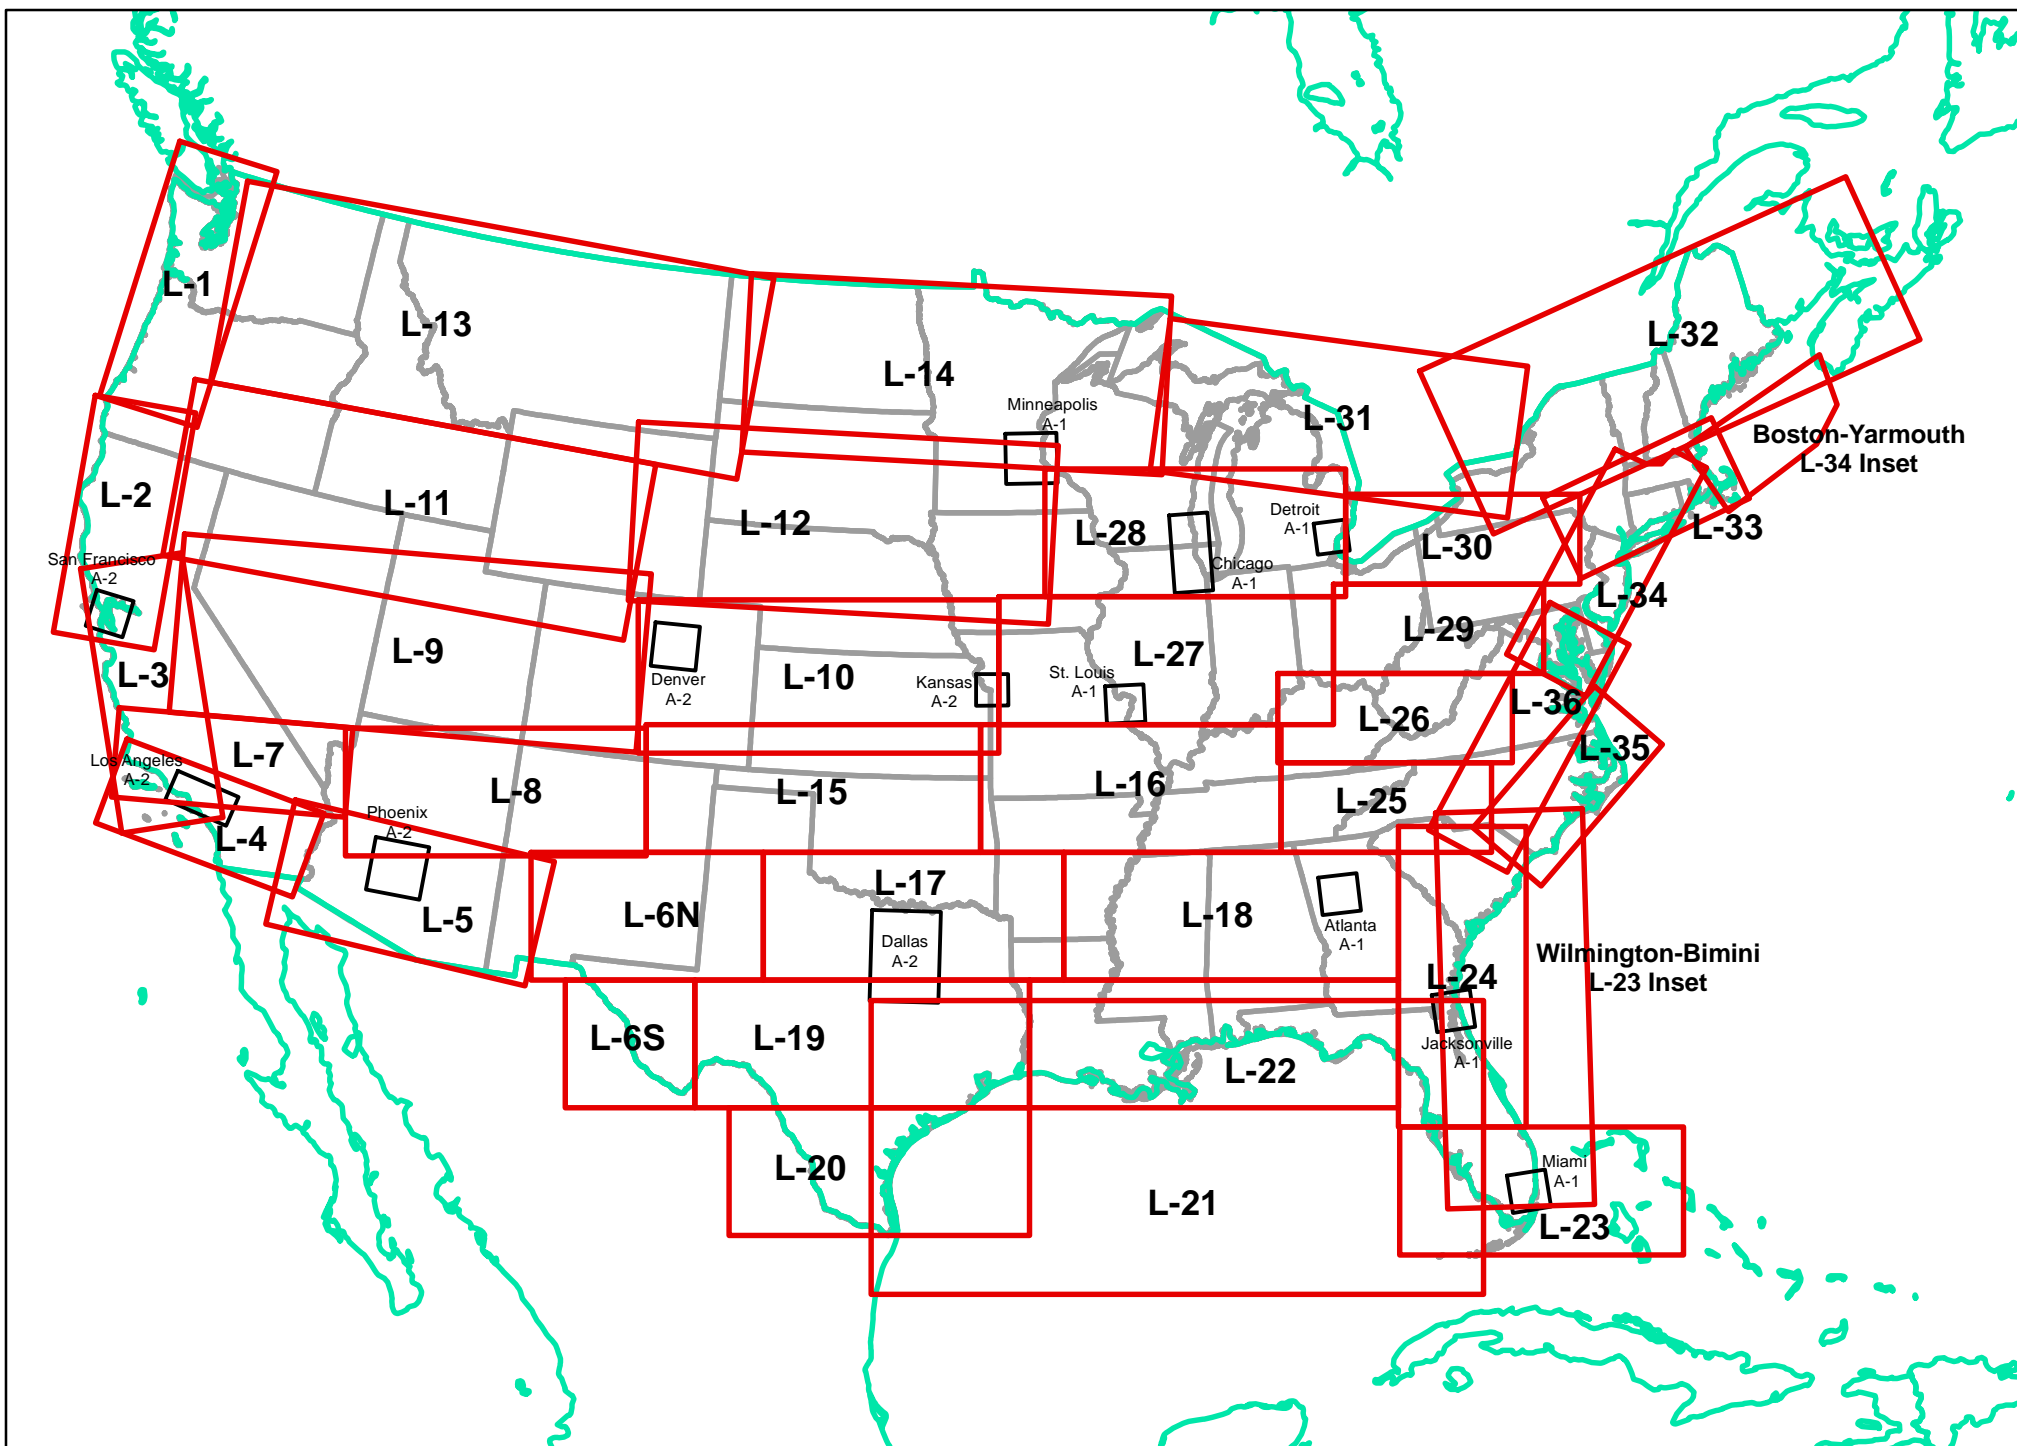 L-1
L-13
L-32
L-14
Minneapolis
A-1
L-31
Boston-Yarmouth
L-34 Inset
L-2
L-11
L-12
L-28
Detroit
A-1
L-30
L-33
San Francisco
A-2
Chicago
A-1
L-34
L-3
L-9
Denver
A-2
L-10
Kansas
A-2
St. Louis
A-1
L-27
L-29
L-36
L-26
L-35
L-7
Los Angeles
A-2
L-8
L-15
L-16
L-25
L-4
Phoenix
A-2
L-5
L-6N
L-17
Dallas
A-2
L-18
Atlanta
A-1
L-24
Wilmington-Bimini
L-23 Inset
L-6S
L-19
L-22
Jacksonville
A-1
L-20
L-21
Miami
A-1
L-23